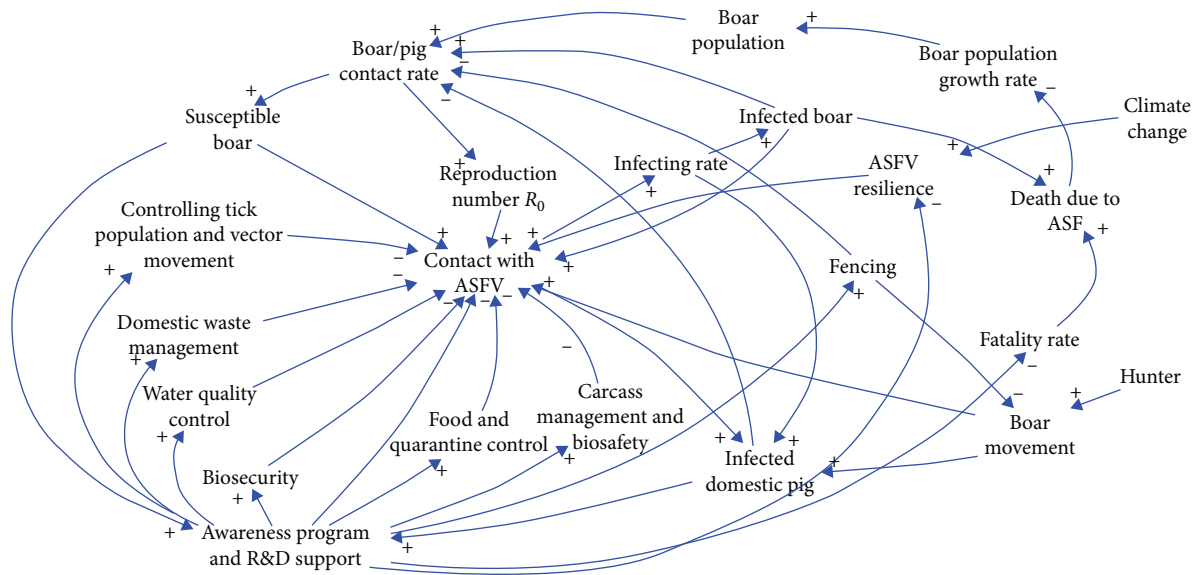 Boar
population
Boar/pig
contact rate
Boar population
growth rate
Climate
change
Susceptible
boar
Infected boar
Infecting rate
ASFV
resilience
Reproduction
number R0
Death due to
ASF
Controlling tick
population and vector
movement
Contact with
ASFV
Fencing
Domestic waste
management
Fatality rate
Hunter
Water quality
control
Carcass
management and
biosafety
Food and
quarantine control
Boar
movement
Biosecurity
Infected
domestic pig
Awareness program
and R&D support